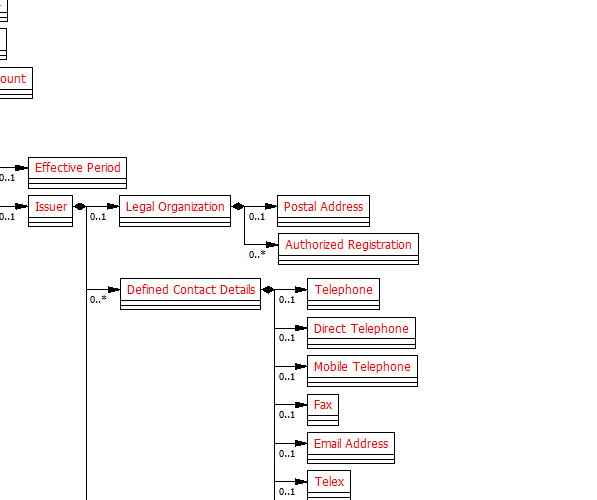 ount
Effective Period
0..1
Issuer
Legal Organization
Postal Address
0..1
0..1
0..1
Authorized Registration
0..*
Defined Contact Details
Telephone
0..*
0..1
Direct Telephone
0..1
Mobile Telephone
0..1
Fax
0..1
Email Address
0..1
Telex
0..1